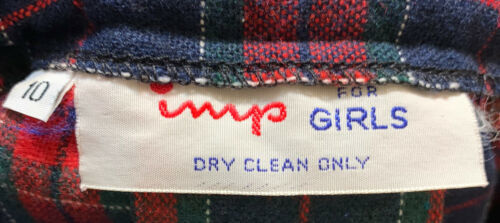 10
imp FOR
GIRLS
DRY CLEAN ONLY